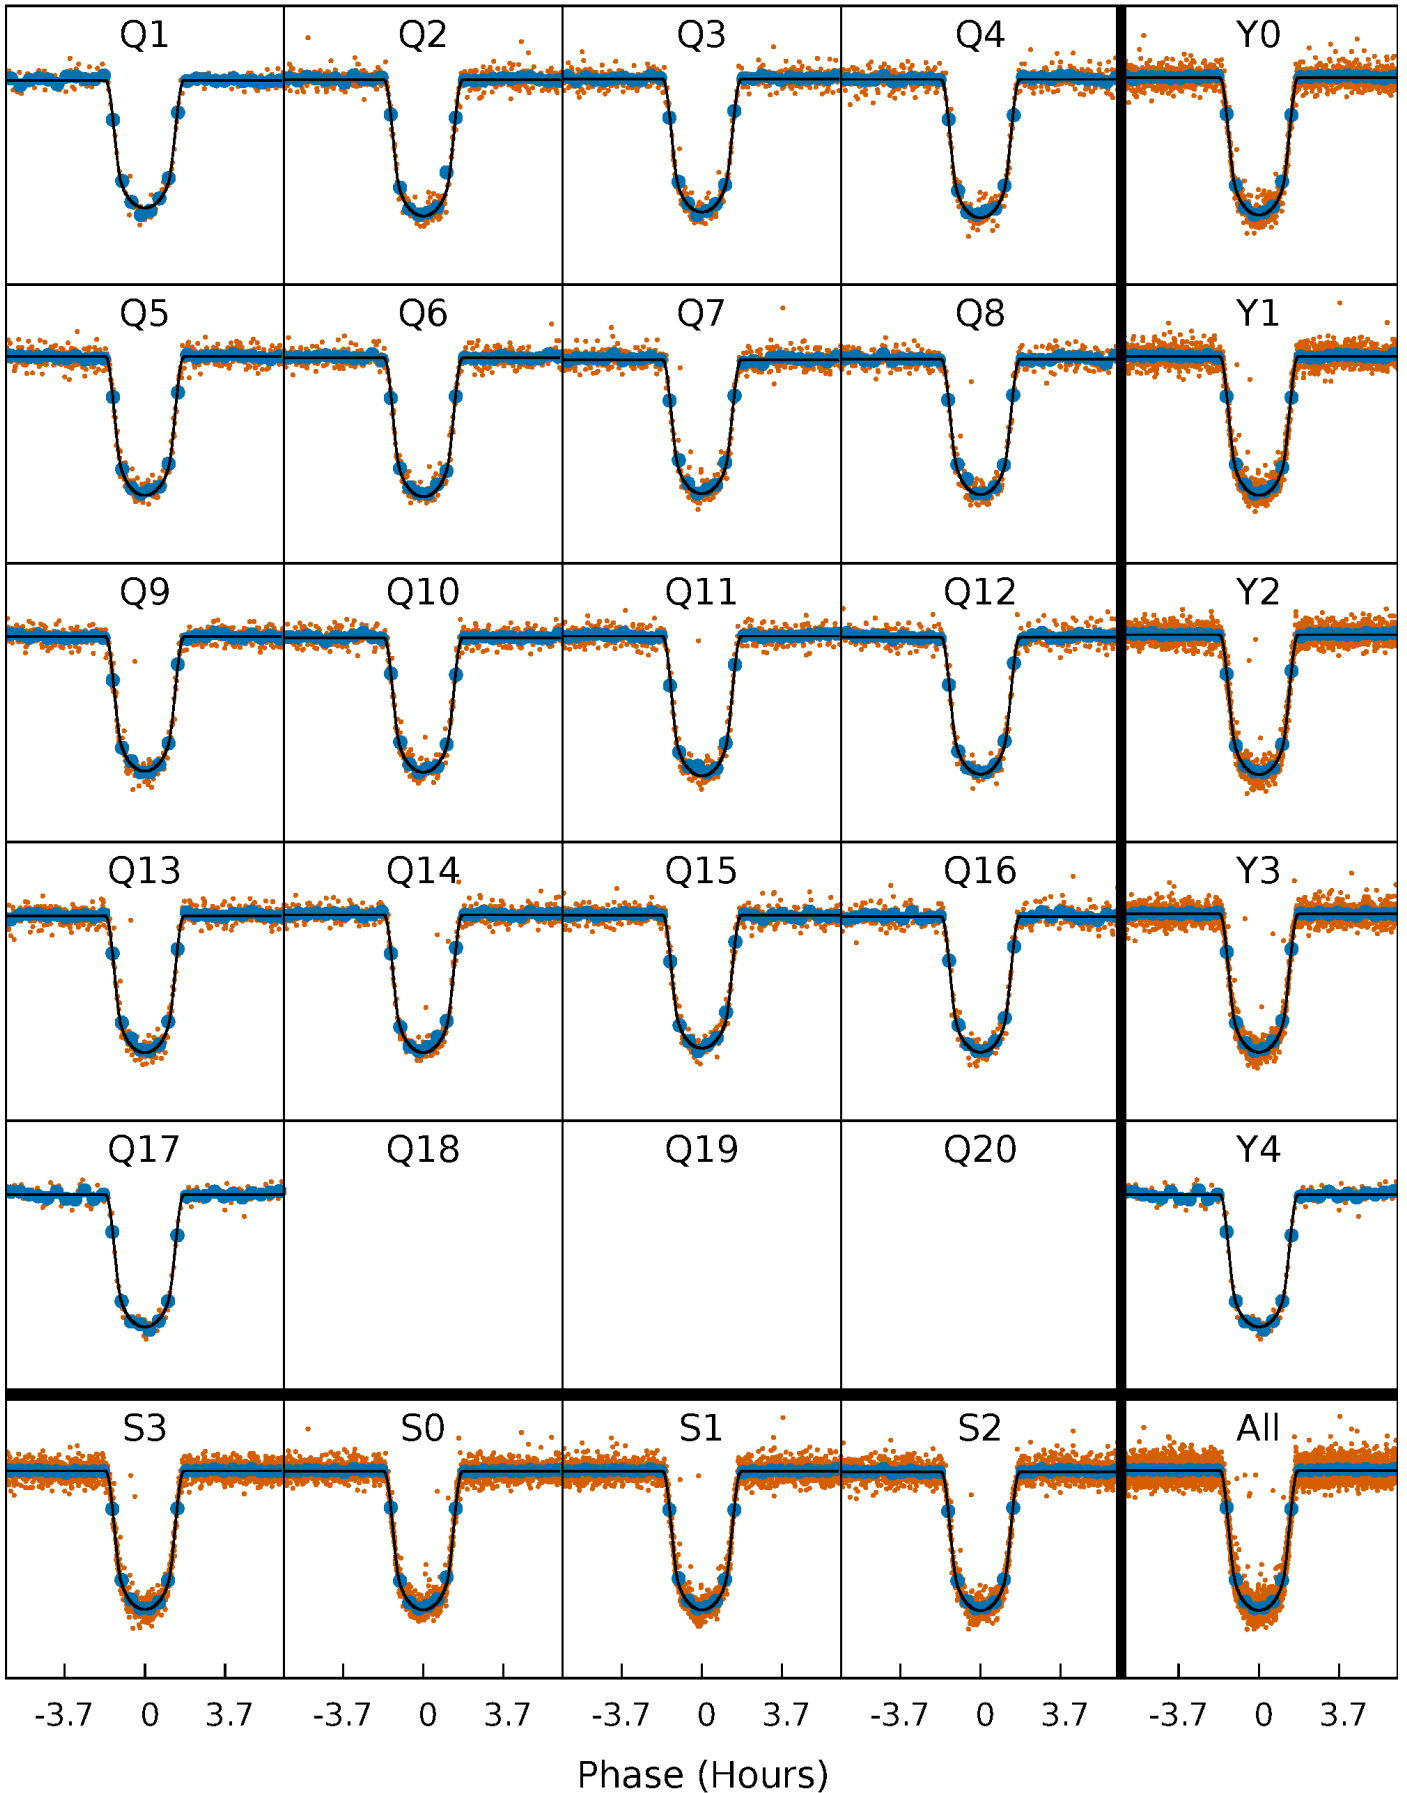 Q1 Q2 Q3 Q4 Y0
Q5 Q6 Q7 Q8 Y1
Q9 Q10 Q11 Q12 Y2
Q13 Q14 Q15 Q16 Y3
Q17 Q18 Q19 Q20 Y4
S3 S0 S1 S2 All
-3.7 0 3.7 -3.7 0 3.7 -3.7 0 3.7 -3.7 0 3.7 -3.7 0 3.7
Phase (Hours)